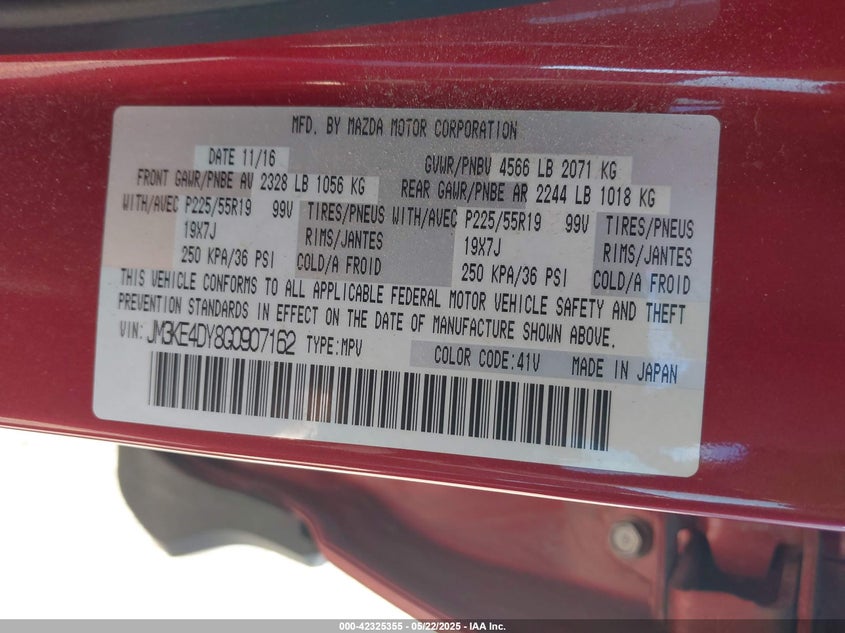 MFD. BY MAZDA MOTOR CORPORATION
DATE 11/16 GVWR/PNBV 4566 LB 2071 KG
FRONT GAWR/PNBE AV 2328 LB 1056 KG REAR GAWR/PNBE AR 2244 LB 1018 KG
WITH/AVEC P225/55R19 99V TIRES/PNEUS WITH/AVEC P225/55R19 99V TIRES/PNEUS
19X7J RIMS/JANTES 19X7J RIMS/JANTES
250 KPA/36 PSI COLD/A FROID 250 KPA/36 PSI COLD/A FROID
THIS VEHICLE CONFORMS TO ALL APPLICABLE FEDERAL MOTOR VEHICLE SAFETY AND THEFT
PREVENTION STANDARDS IN EFFECT ON THE DATE OF MANUFACTURE SHOWN ABOVE.
VIN: JM3KE4DY8G0907162 TYPE:MPV COLOR CODE:41V MADE IN JAPAN
000-42325355 — 05/22/2025 — IAA Inc.